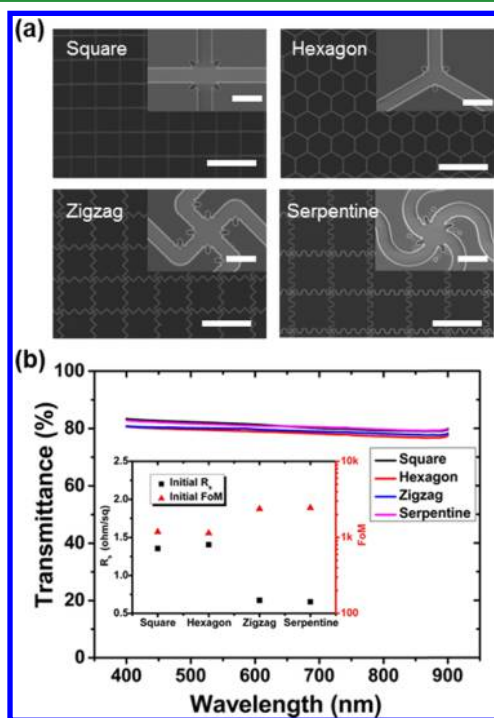 (a)
Square
Hexagon
Zigzag
Serpentine
(b)
100
80
60
40
20
0
Transmittance (%)
400 500 600 700 800 900
Wavelength (nm)
Square
Hexagon
Zigzag
Serpentine
2.5
2.0
1.5
1.0
0.5
Rs (ohm/sq)
Initial Rs
Initial FoM
10k
1k
100
FoM
Square Hexagon Zigzag Serpentine